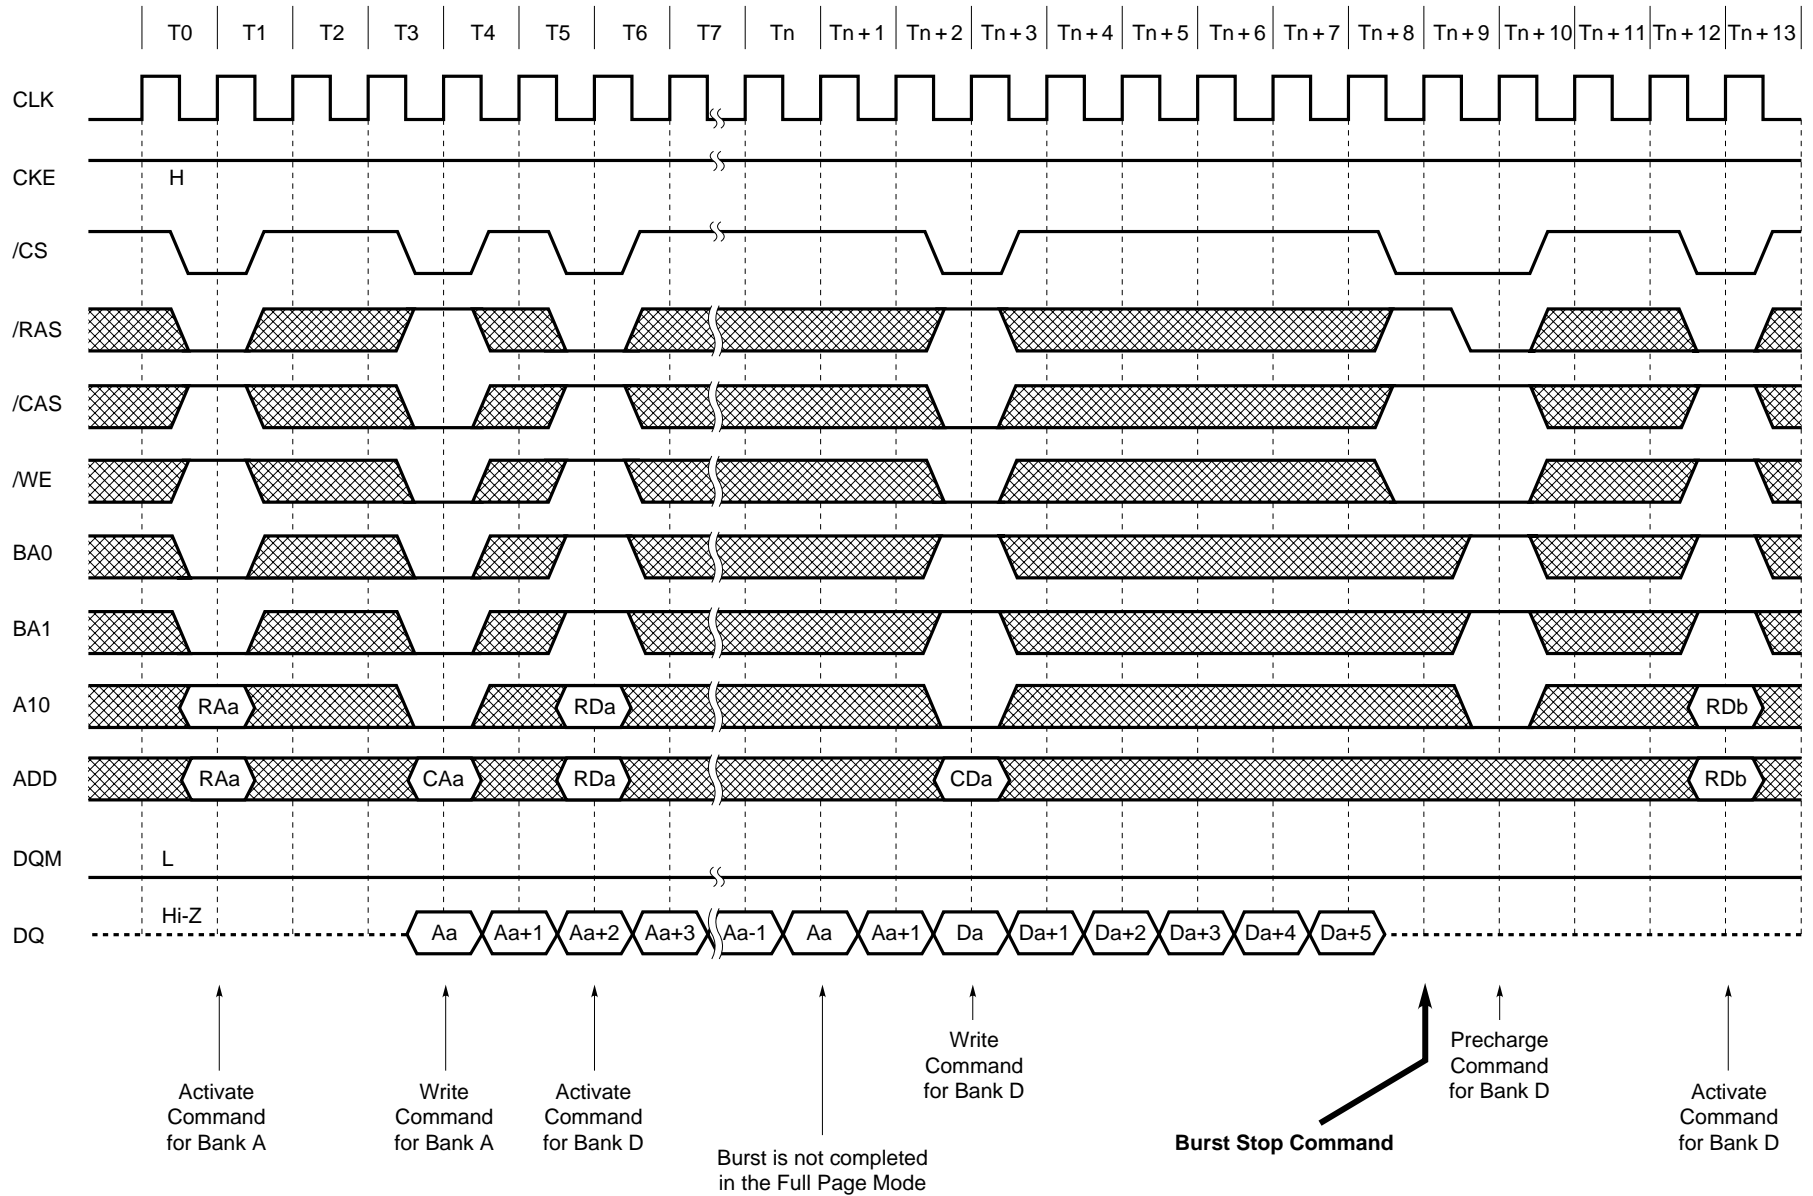 T0 T1 T2 T3 T4 T5 T6 T7 Tn Tn + 1 Tn + 2 Tn + 3 Tn + 4 Tn + 5 Tn + 6 Tn + 7 Tn + 8 Tn + 9 Tn + 10 Tn + 11 Tn + 12 Tn + 13
CLK
CKE H
/CS
/RAS
/CAS
/WE
BA0
BA1
A10 RAa RDa RDb
ADD RAa CAa RDa CDa RDb
DQM L
Hi-Z
DQ Aa Aa+1 Aa+2 Aa+3 Aa-1 Aa Aa+1 Da Da+1 Da+2 Da+3 Da+4 Da+5
Activate
Command
for Bank A
Write
Command
for Bank A
Activate
Command
for Bank D
Burst is not completed
in the Full Page Mode
Write
Command
for Bank D
Burst Stop Command
Precharge
Command
for Bank D
Activate
Command
for Bank D